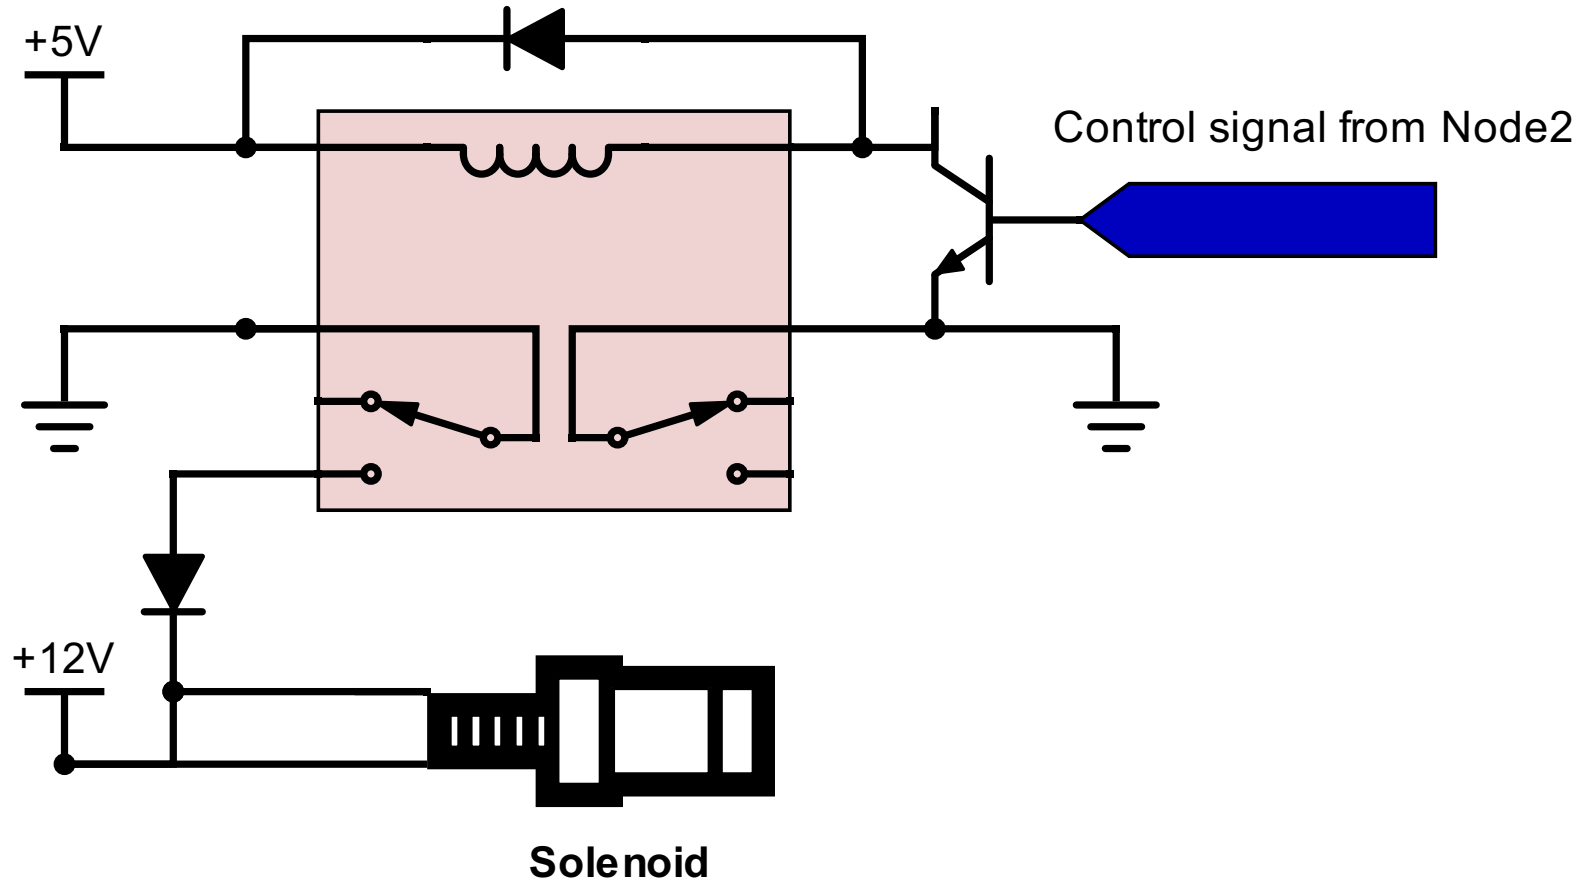 +5V
Control signal from Node2
+12V
Solenoid